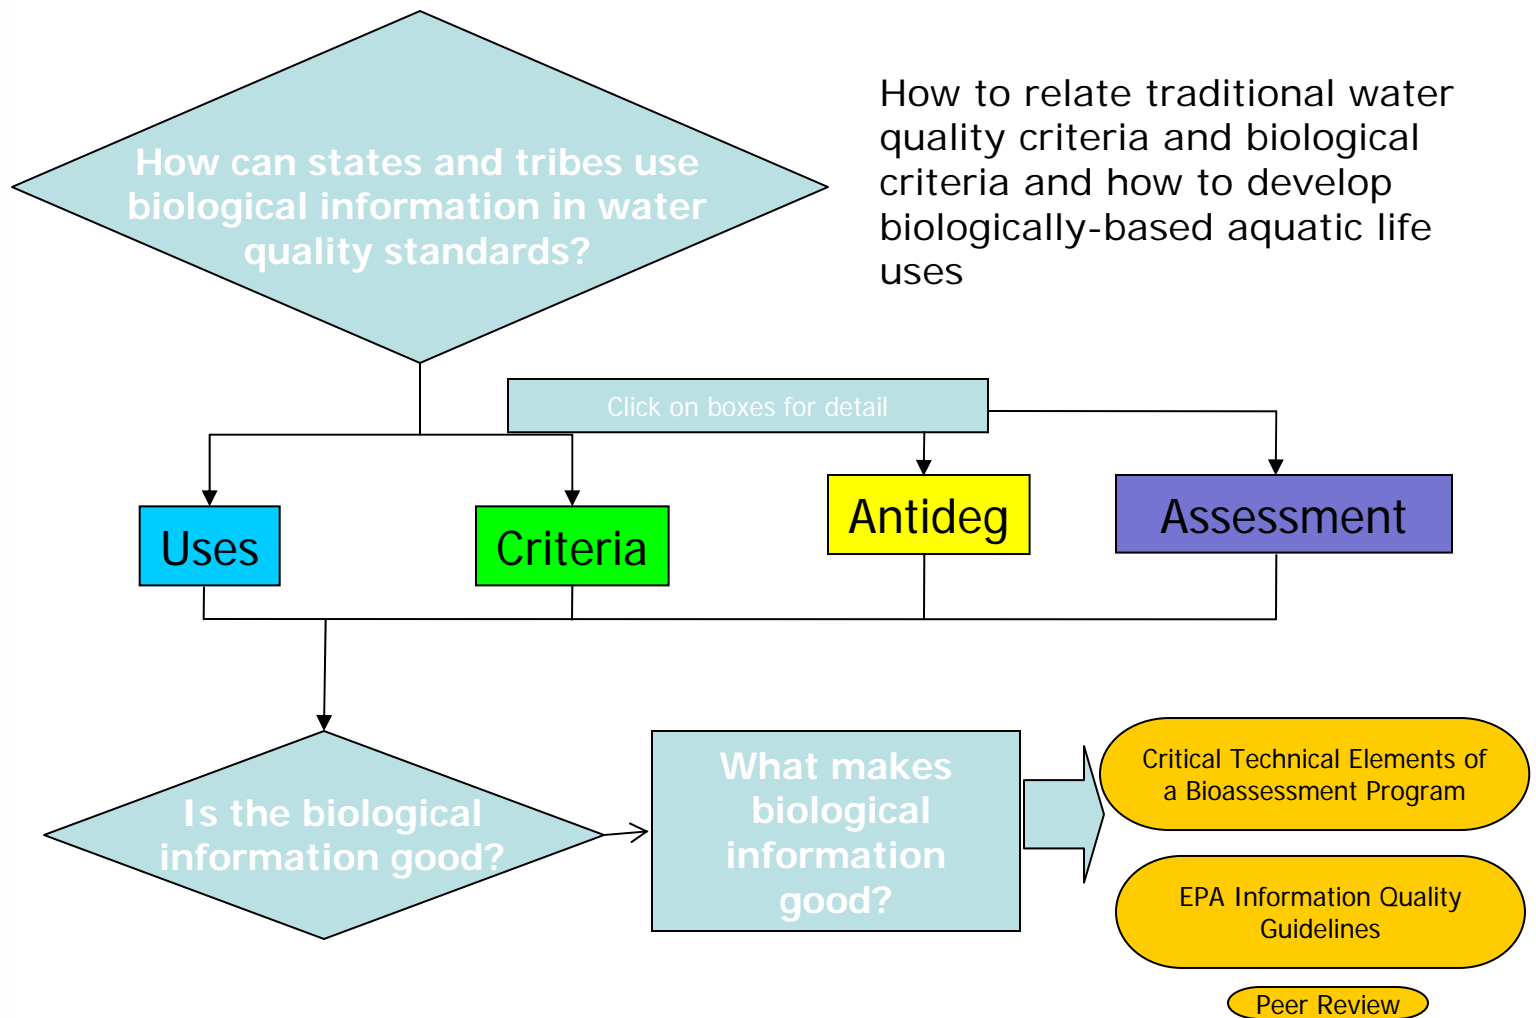 How can states and tribes use
biological information in water
quality standards?
How to relate traditional water
quality criteria and biological
criteria and how to develop
biologically-based aquatic life
uses
Click on boxes for detail
Uses
Criteria
Antideg
Assessment
Is the biological
information good?
What makes
biological
information
good?
Critical Technical Elements of
a Bioassessment Program
EPA Information Quality
Guidelines
Peer Review